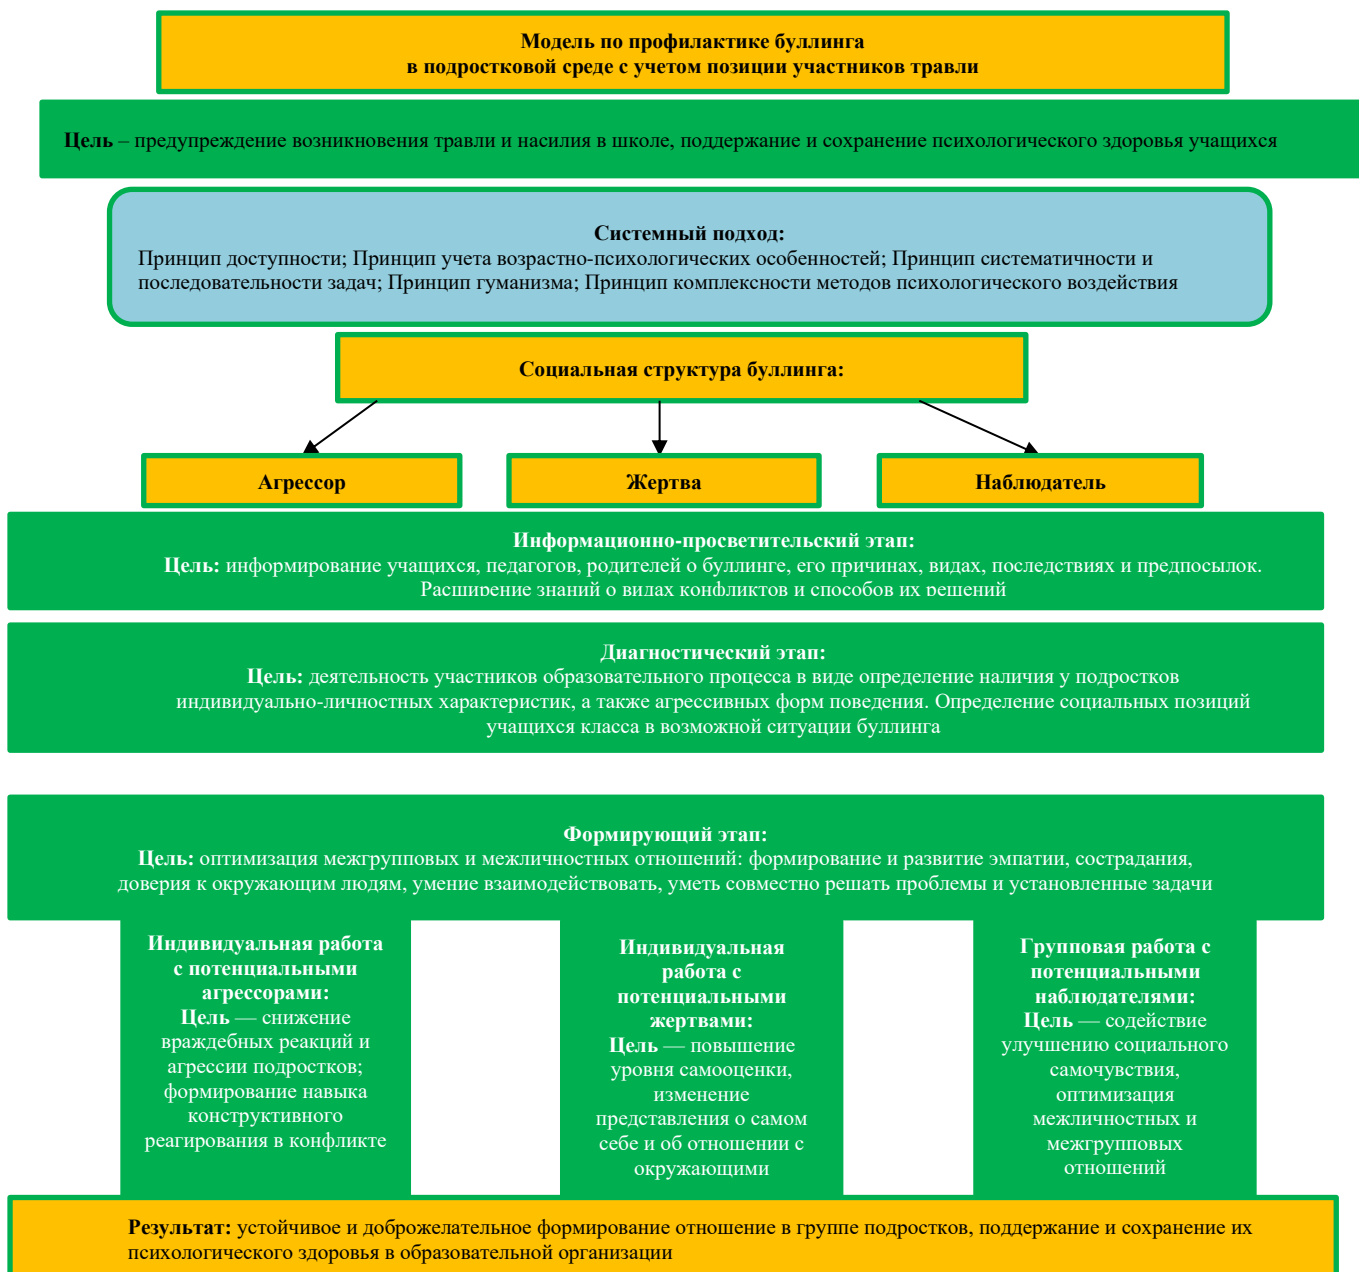 Модель по профилактике буллинга
в подростковой среде с учетом позиции участников травли
Цель – предупреждение возникновения травли и насилия в школе, поддержание и сохранение психологического здоровья учащихся
Системный подход:
Принцип доступности; Принцип учета возрастно-психологических особенностей; Принцип систематичности и
последовательности задач; Принцип гуманизма; Принцип комплексности методов психологического воздействия
Социальная структура буллинга:
Агрессор
Жертва
Наблюдатель
Информационно-просветительский этап:
Цель: информирование учащихся, педагогов, родителей о буллинге, его причинах, видах, последствиях и предпосылок.
Расширение знаний о видах конфликтов и способов их решений
Диагностический этап:
Цель: деятельность участников образовательного процесса в виде определение наличия у подростков
индивидуально-личностных характеристик, а также агрессивных форм поведения. Определение социальных позиций
учащихся класса в возможной ситуации буллинга
Формирующий этап:
Цель: оптимизация межгрупповых и межличностных отношений: формирование и развитие эмпатии, сострадания,
доверия к окружающим людям, умение взаимодействовать, уметь совместно решать проблемы и установленные задачи
Индивидуальная работа
с потенциальными
агрессорами:
Цель — снижение
враждебных реакций и
агрессии подростков;
формирование навыка
конструктивного
реагирования в конфликте
Индивидуальная
работа с
потенциальными
жертвами:
Цель — повышение
уровня самооценки,
изменение
представления о самом
себе и об отношении с
окружающими
Групповая работа с
потенциальными
наблюдателями:
Цель — содействие
улучшению социального
самочувствия,
оптимизация
межличностных и
межгрупповых
отношений
Результат: устойчивое и доброжелательное формирование отношение в группе подростков, поддержание и сохранение их
психологического здоровья в образовательной организации